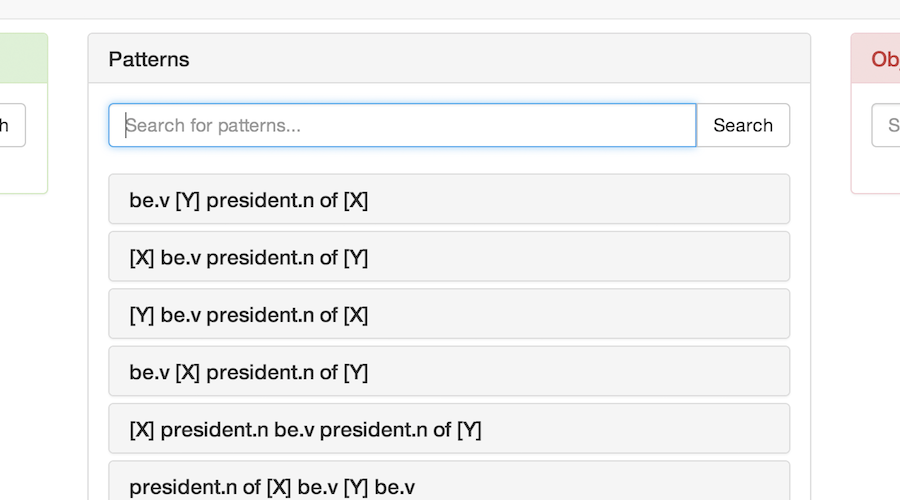 Patterns
Search for patterns...
Search
be.v [Y] president.n of [X]
[X] be.v president.n of [Y]
[Y] be.v president.n of [X]
be.v [X] president.n of [Y]
[X] president.n be.v president.n of [Y]
president.n of [X] be.v [Y] be.v